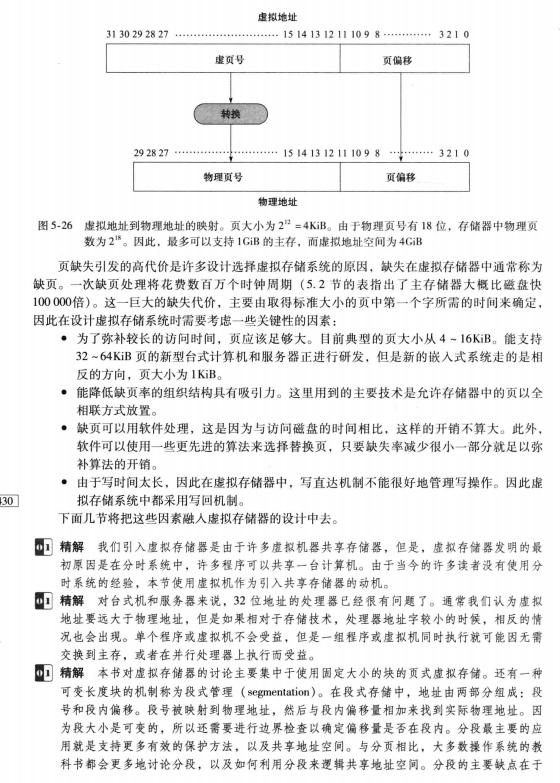 虚拟地址
31 30 29 28 27 ………………………… 15 14 13 12 11 10 9 8 ………… 3 2 1 0
虚页号 页偏移
转换
29 28 27 ………………………… 15 14 13 12 11 10 9 8 ………… 3 2 1 0
物理页号 页偏移
物理地址
图 5-26 虚拟地址到物理地址的映射。页大小为 2¹² = 4KiB。由于物理页号有 18 位，存储器中物理页
数为 2¹⁸。因此，最多可以支持 1GiB 的主存，而虚拟地址空间为 4GiB
页缺失引发的高代价是许多设计选择虚拟存储系统的原因，缺失在虚拟存储器中通常称为
缺页。一次缺页处理将花费数百万个时钟周期（5.2 节的表指出了主存储器大概比磁盘快
100 000倍）。这一巨大的缺失代价，主要由取得标准大小的页中第一个字所需的时间来确定，
因此在设计虚拟存储系统时需要考虑一些关键性的因素：
● 为了弥补较长的访问时间，页应该足够大。目前典型的页大小从 4 ~ 16KiB。能支持
32 ~ 64KiB 页的新型台式计算机和服务器正进行研发，但是新的嵌入式系统走的是相
反的方向，页大小为 1KiB。
● 能降低缺页率的组织结构具有吸引力。这里用到的主要技术是允许存储器中的页以全
相联方式放置。
● 缺页可以用软件处理，这是因为与访问磁盘的时间相比，这样的开销不算大。此外，
软件可以使用一些更先进的算法来选择替换页，只要缺失率减少很小一部分就足以弥
补算法的开销。
● 由于写时间太长，因此在虚拟存储器中，写直达机制不能很好地管理写操作。因此虚
拟存储系统中都采用写回机制。
430
下面几节将把这些因素融入虚拟存储器的设计中去。
精解 我们引入虚拟存储器是由于许多虚拟机器共享存储器，但是，虚拟存储器发明的最
初原因是在分时系统中，许多程序可以共享一台计算机。由于当今的许多读者没有使用分
时系统的经验，本节使用虚拟机作为引入共享存储器的动机。
精解 对台式机和服务器来说，32 位地址的处理器已经很有问题了。通常我们认为虚拟
地址要远大于物理地址，但是如果相对于存储技术，处理器地址字较小的时候，相反的情
况也会出现。单个程序或虚拟机不会受益，但是一组程序或虚拟机同时执行就可能因无需
交换到主存，或者在并行处理器上执行而受益。
精解 本书对虚拟存储器的讨论主要集中于使用固定大小的块的页式虚拟存储。还有一种
可变长度块的机制称为段式管理（segmentation）。在段式存储中，地址由两部分组成：段
号和段内偏移。段号被映射到物理地址，然后与段内偏移量相加来找到实际物理地址。因
为段大小是可变的，所以还需要进行边界检查以确定偏移量是否在段内。分段最主要的应
用就是支持更多有效的保护方法，以及共享地址空间。与分页相比，大多数操作系统的教
科书都会更多地讨论分段，以及如何利用分段来逻辑共享地址空间。分段的主要缺点在于